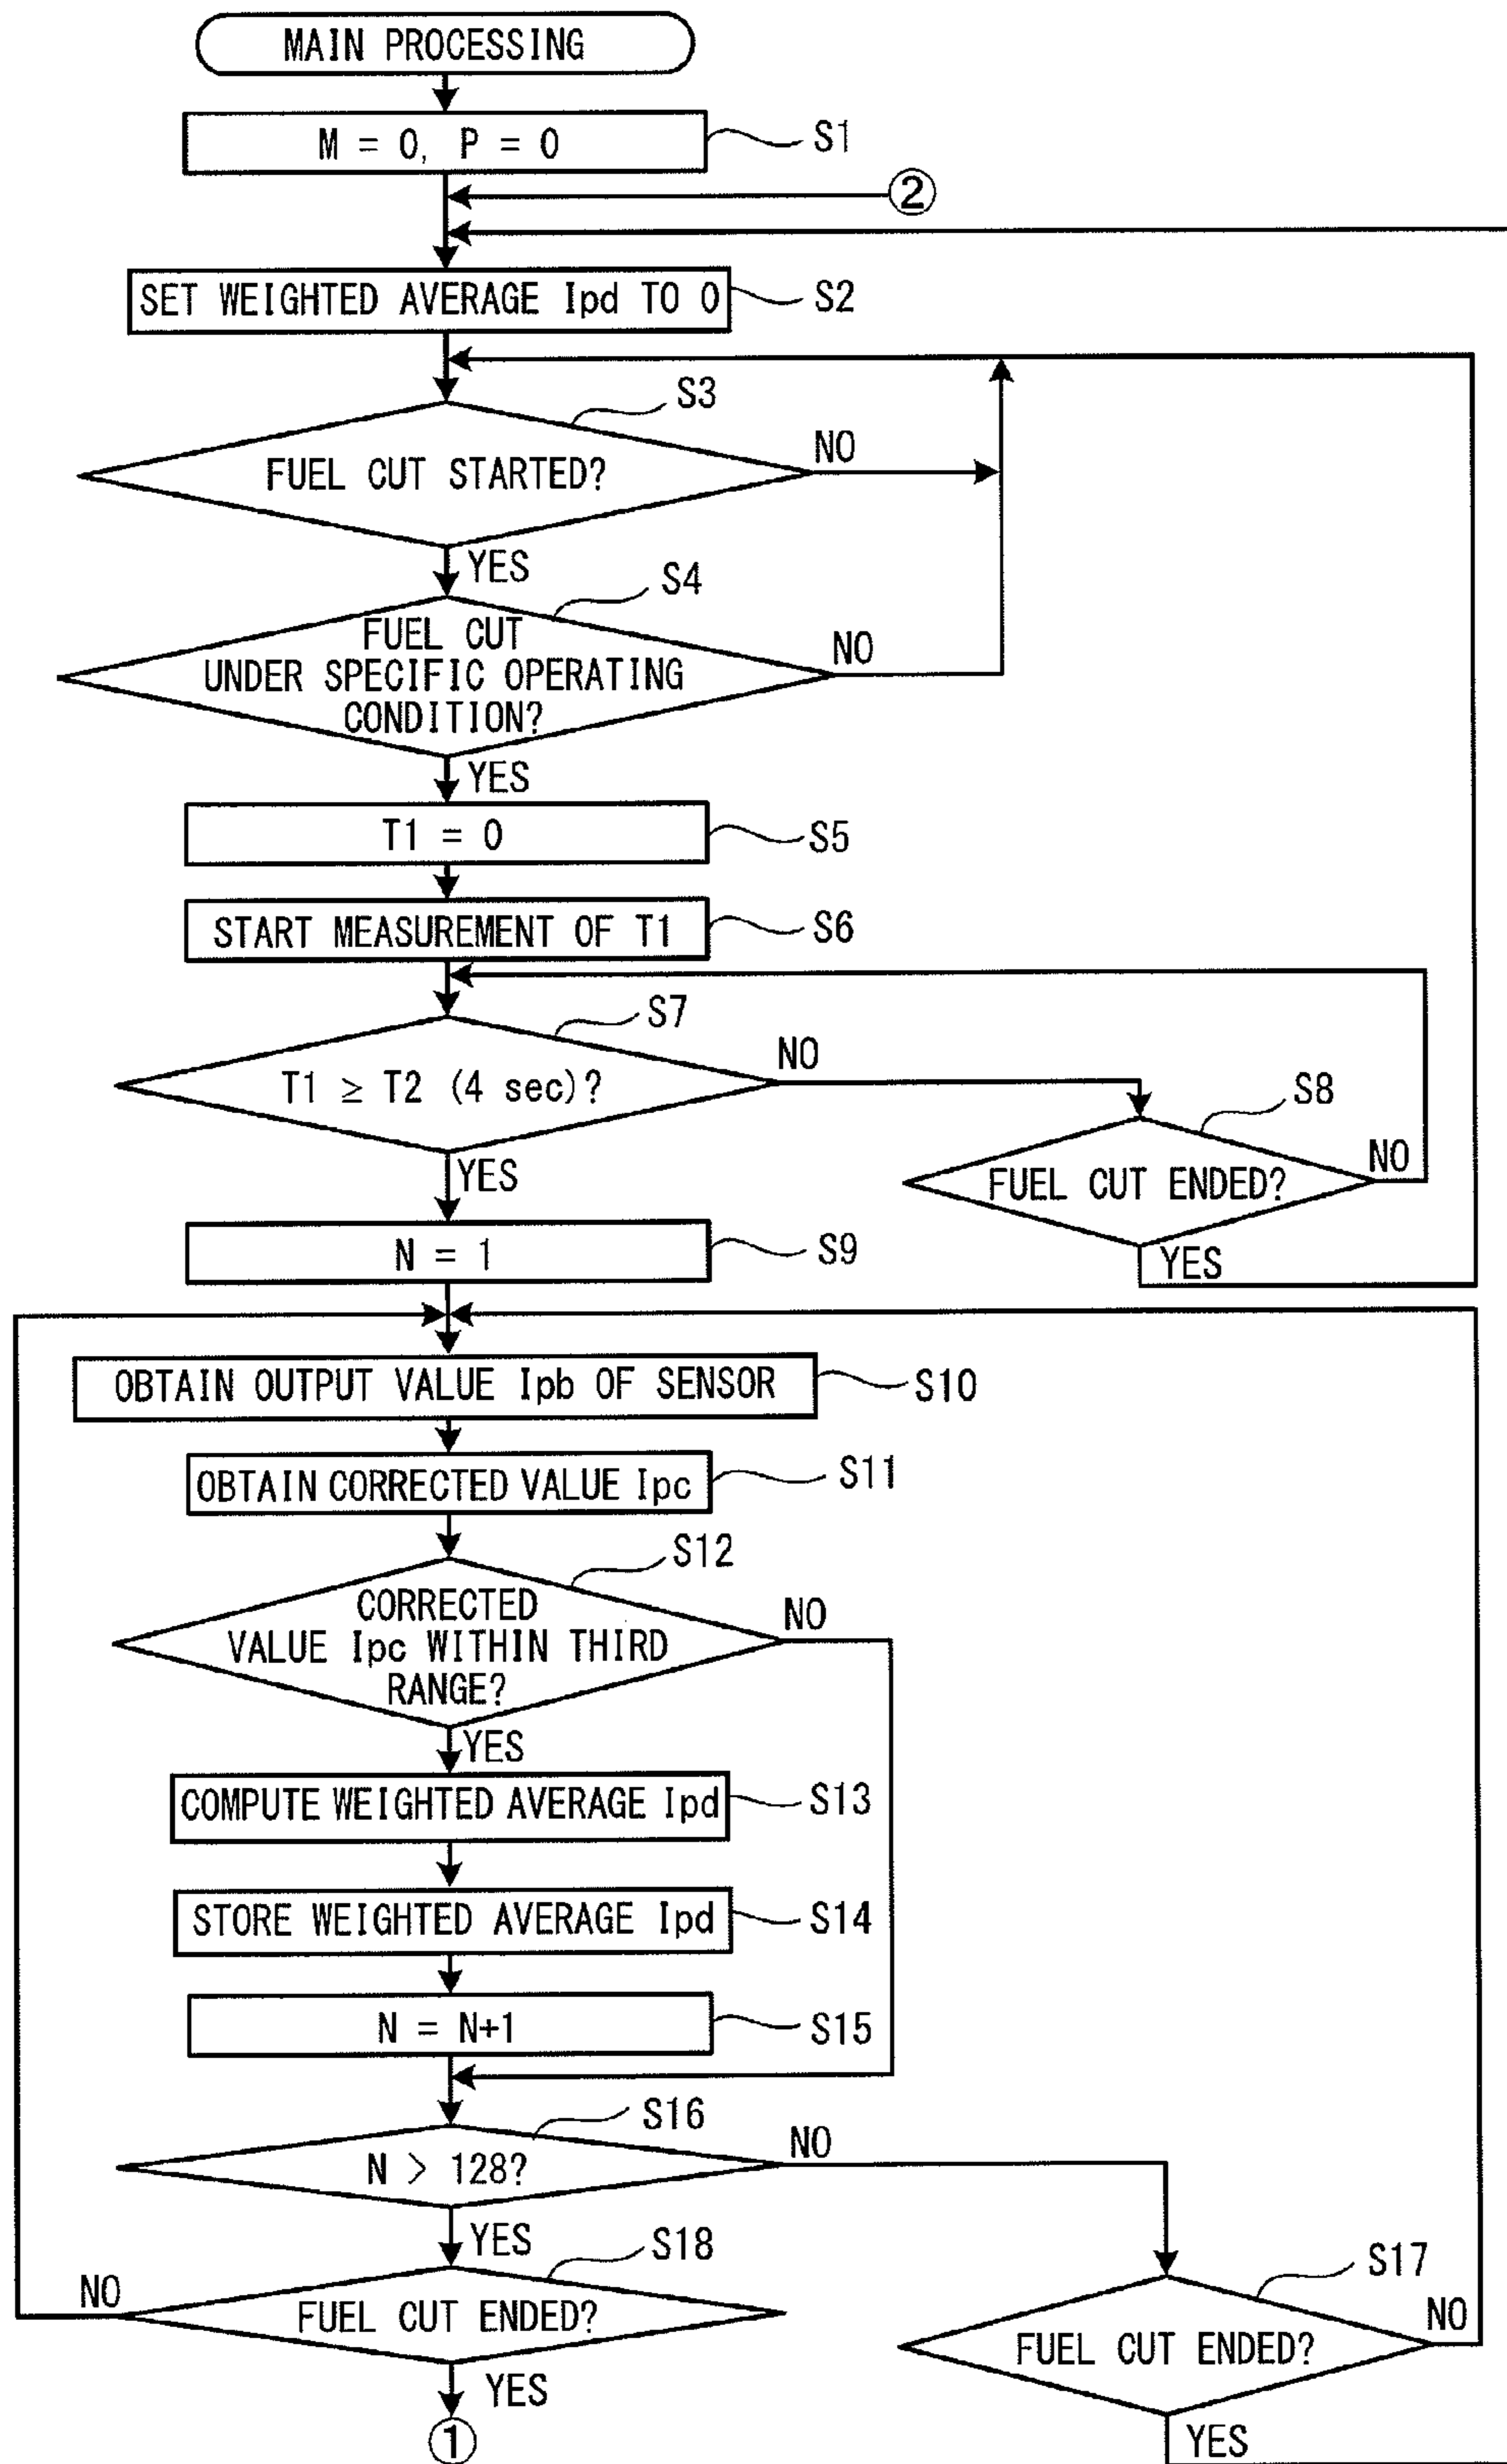 MAIN PROCESSING
M = 0, P = 0
S1
②
SET WEIGHTED AVERAGE Ipd TO 0
S2
S3
FUEL CUT STARTED?
NO
YES
S4
FUEL CUT
UNDER SPECIFIC OPERATING
CONDITION?
NO
YES
T1 = 0
S5
START MEASUREMENT OF T1
S6
S7
T1 ≥ T2 (4 sec)?
NO
S8
FUEL CUT ENDED?
NO
YES
YES
N = 1
S9
OBTAIN OUTPUT VALUE Ipb OF SENSOR
S10
OBTAIN CORRECTED VALUE Ipc
S11
S12
CORRECTED
VALUE Ipc WITHIN THIRD
RANGE?
NO
YES
COMPUTE WEIGHTED AVERAGE Ipd
S13
STORE WEIGHTED AVERAGE Ipd
S14
N = N+1
S15
S16
N > 128?
NO
YES
S18
FUEL CUT ENDED?
NO
YES
①
S17
FUEL CUT ENDED?
NO
YES